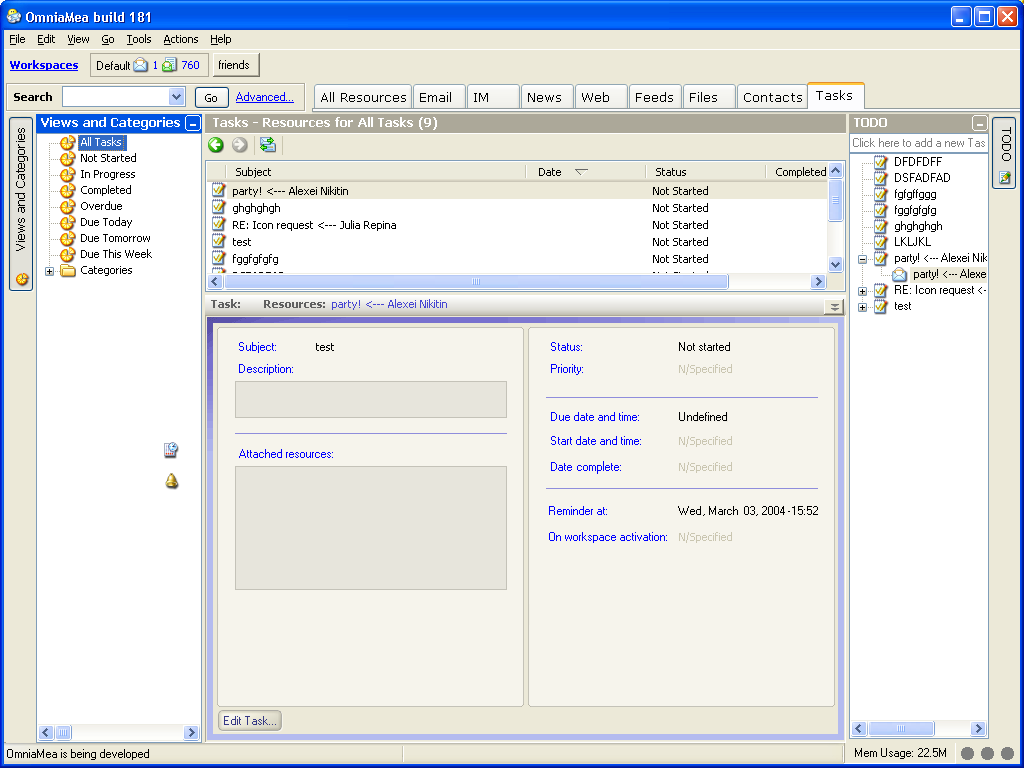 OmniaMea build 181
File Edit View Go Tools Actions Help
Workspaces Default 1 760 friends
Search Go Advanced... All Resources Email IM News Web Feeds Files Contacts Tasks
Views and Categories
Views and Categories
All Tasks
Not Started
In Progress
Completed
Overdue
Due Today
Due Tomorrow
Due This Week
Categories
Tasks - Resources for All Tasks (9)
Subject Date Status Completed
party! <--- Alexei Nikitin Not Started
ghghghgh Not Started
RE: Icon request <--- Julia Repina Not Started
test Not Started
fggfgfgfg Not Started
Task: Resources: party! <--- Alexei Nikitin
Subject: test
Description:
Attached resources:
Edit Task...
Status: Not started
Priority: N/Specified
Due date and time: Undefined
Start date and time: N/Specified
Date complete: N/Specified
Reminder at: Wed, March 03, 2004 -15:52
On workspace activation: N/Specified
TODO
Click here to add a new Tas
DFDFDFF
DSFADFAD
fgfgffggg
fggfgfgfg
ghghghgh
LKLJKL
party! <--- Alexei Nik
party! <--- Alexe
RE: Icon request <-
test
TODO
OmniaMea is being developed
Mem Usage: 22.5M